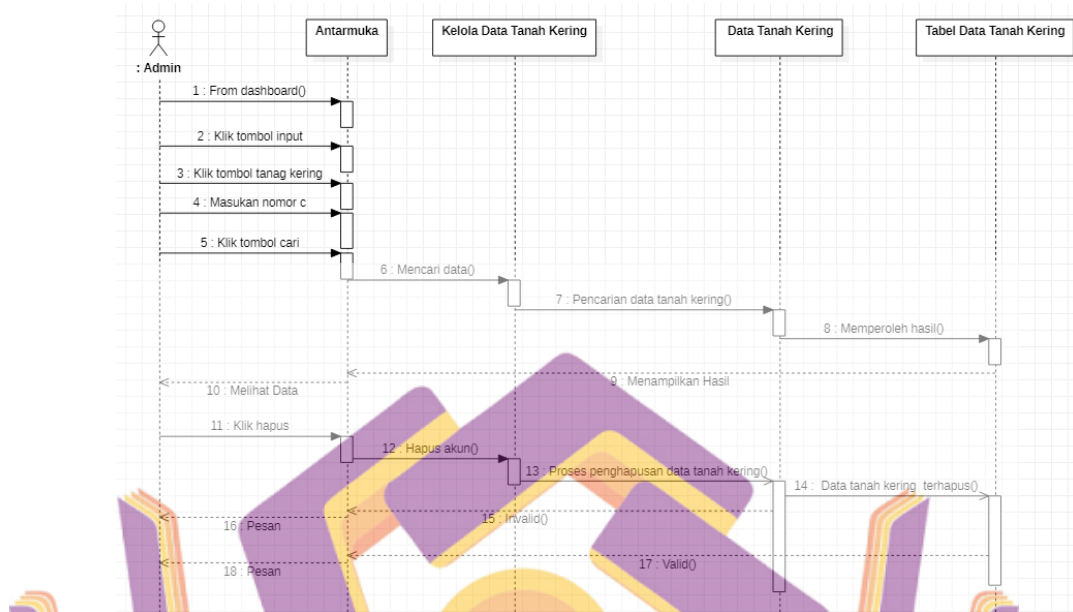 Antarmuka
Kelola Data Tanah Kering
Data Tanah Kering
Tabel Data Tanah Kering
: Admin
1 : From dashboard()
2 : Klik tombol input
3 : Klik tombol tanag kering
4 : Masukan nomor c
5 : Klik tombol cari
6 : Mencari data()
7 : Pencarian data tanah kering()
8 : Memperoleh hasil()
9 : Menampilkan Hasil
10 : Melihat Data
11 : Klik hapus
12 : Hapus akun()
13 : Proses penghapusan data tanah kering()
14 : Data tanah kering terhapus()
15 : Invalid()
16 : Pesan
17 : Valid()
18 : Pesan